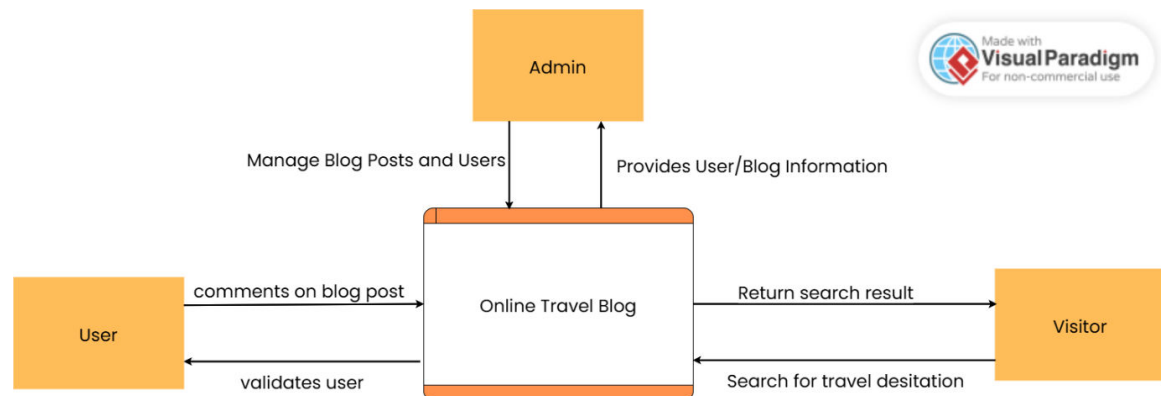 Made with
Visual Paradigm
For non-commercial use
Admin
Manage Blog Posts and Users
Provides User/Blog Information
comments on blog post
Return search result
User
Online Travel Blog
Visitor
validates user
Search for travel desitation